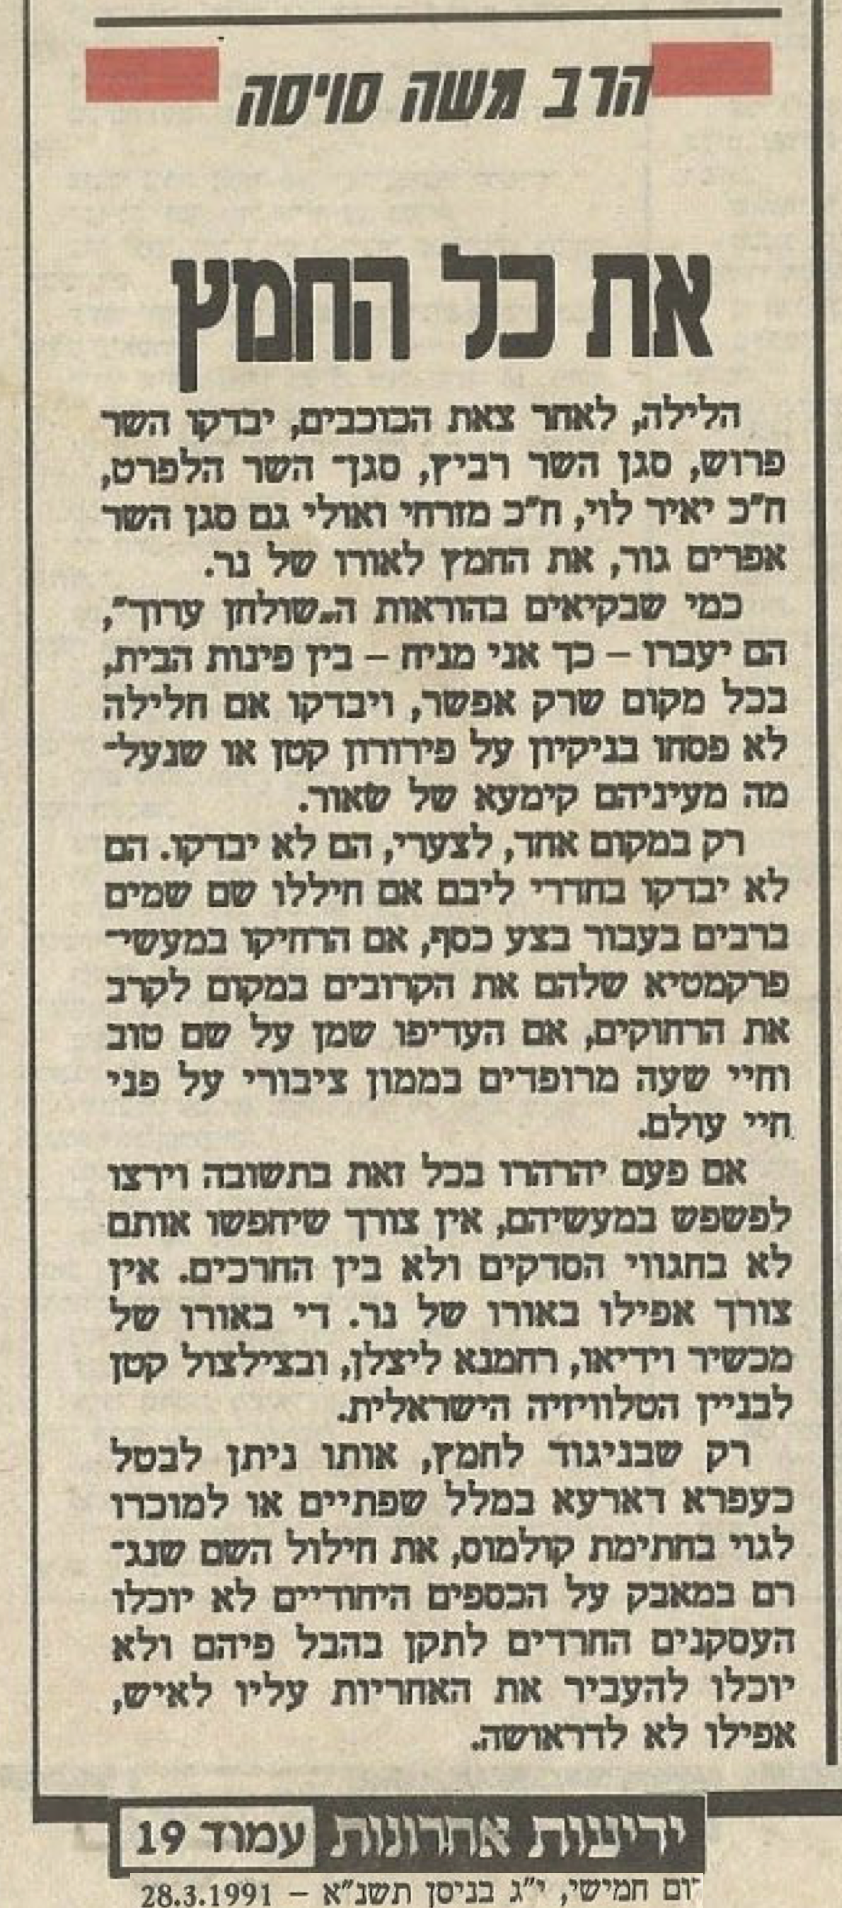 הרב משה סויסה
את כל החמץ
הלילה, לאחר צאת הכוכבים, יבדקו השר
פרוש, סגן השר רביץ, סגן־ השר הלפרט,
ח"כ יאיר לוי, ח"כ מזרחי ואולי גם סגן השר
אפרים גור, את החמץ לאורו של נר.
כמי שבקיאים בהוראות ה„שולחן ערוך",
הם יעברו – כך אני מניח – בין פינות הבית,
בכל מקום שרק אפשר, ויבדקו אם חלילה
לא פסחו בניקיון על פירורון קטן או שנעל־
מה מעיניהם קימעא של שאור.
רק במקום אחד, לצערי, הם לא יבדקו. הם
לא יבדקו בחדרי ליבם אם חיללו שם שמים
ברבים בעבור בצע כסף, אם הרחיקו במעשי־
פרקמטיא שלהם את הקרובים במקום לקרב
את הרחוקים, אם העדיפו שמן על שם טוב
וחיי שעה מרופדים בממון ציבורי על פני
חיי עולם.
אם פעם יהרהרו בכל זאת בתשובה וירצו
לפשפש במעשיהם, אין צורך שיחפשו אותם
לא בחגווי הסדקים ולא בין החרכים. אין
צורך אפילו באורו של נר. די באורו של
מכשיר וידיאו, רחמנא ליצלן, ובצילצול קטן
לבניין הטלוויזיה הישראלית.
רק שבניגוד לחמץ, אותו ניתן לבטל
כעפרא דארעא במלל שפתיים או למוכרו
לגוי בחתימת קולמוס, את חילול השם שנג־
רם במאבק על הכספים היחודיים לא יוכלו
העסקנים החרדים לתקן בהבל פיהם ולא
יוכלו להעביר את האחריות עליו לאיש,
אפילו לא לדראושה.
ידיעות אחרונות עמוד 19
יום חמישי, י"ג בניסן תשנ"א – 28.3.1991